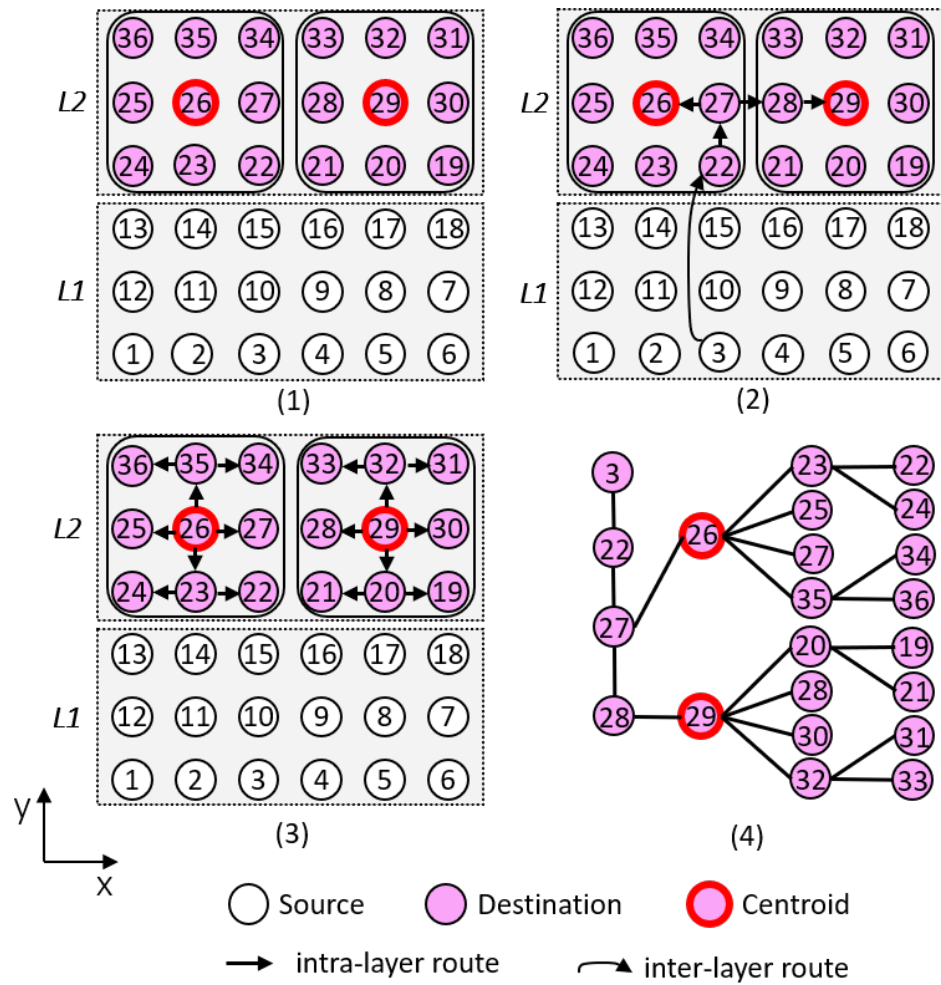 36 35 34 33 32 31
L2 25 26 27 28 29 30
24 23 22 21 20 19
13 14 15 16 17 18
L1 12 11 10 9 8 7
1 2 3 4 5 6
(1)
36 35 34 33 32 31
L2 25 26 27 28 29 30
24 23 22 21 20 19
13 14 15 16 17 18
L1 12 11 10 9 8 7
1 2 3 4 5 6
(2)
36 35 34 33 32 31
L2 25 26 27 28 29 30
24 23 22 21 20 19
13 14 15 16 17 18
L1 12 11 10 9 8 7
1 2 3 4 5 6
y
x
(3)
3 23 22
25 24
22 26 27 34
35 36
27 20 19
28 21
28 29 30 31
32 33
(4)
Source Destination Centroid
intra-layer route inter-layer route